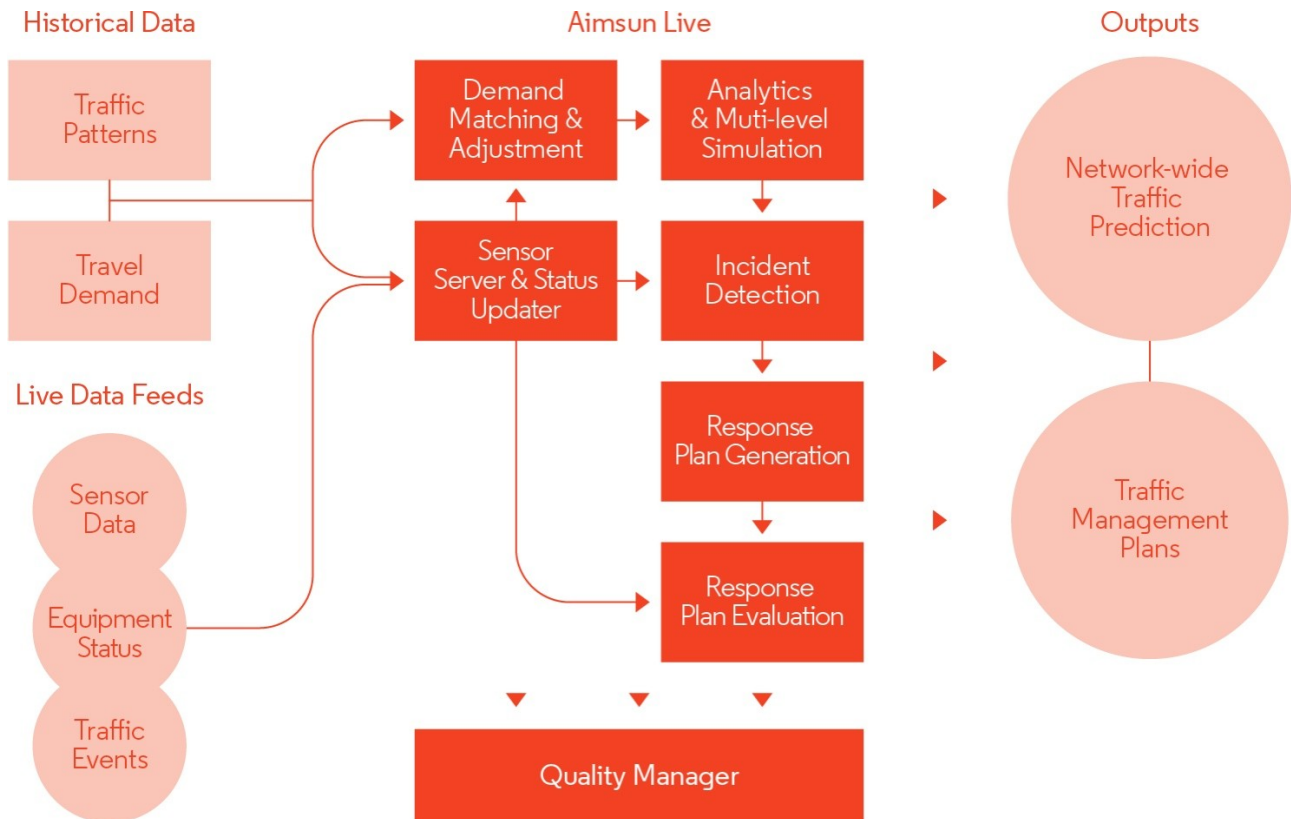 Historical Data
Aimsun Live
Outputs
Traffic
Patterns
Travel
Demand
Live Data Feeds
Sensor
Data
Equipment
Status
Traffic
Events
Demand
Matching &
Adjustment
Analytics
& Muti-level
Simulation
Sensor
Server & Status
Updater
Incident
Detection
Response
Plan Generation
Response
Plan Evaluation
Quality Manager
Network-wide
Traffic
Prediction
Traffic
Management
Plans